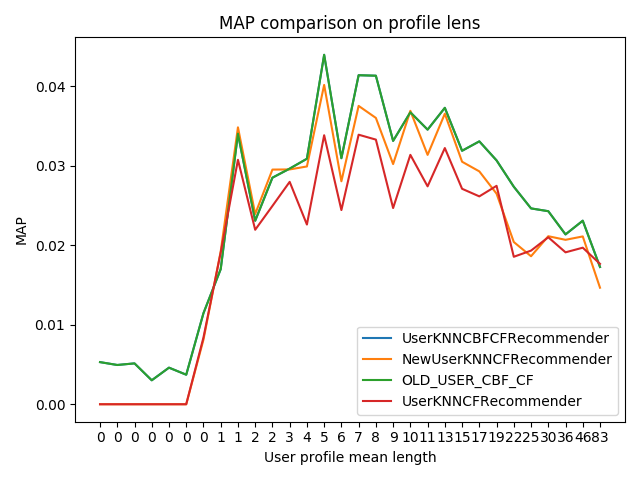 MAP comparison on profile lens
MAP
0.04
0.03
0.02
0.01
0.00
UserKNNCBFCFRecommender
NewUserKNNCFRecommender
OLD_USER_CBF_CF
UserKNNCFRecommender
0 0 0 0 0 0 0 1 1 2 2 3 4 5 6 7 8 9 10 11 13 15 17 19 22 25 30 36 46 83
User profile mean length